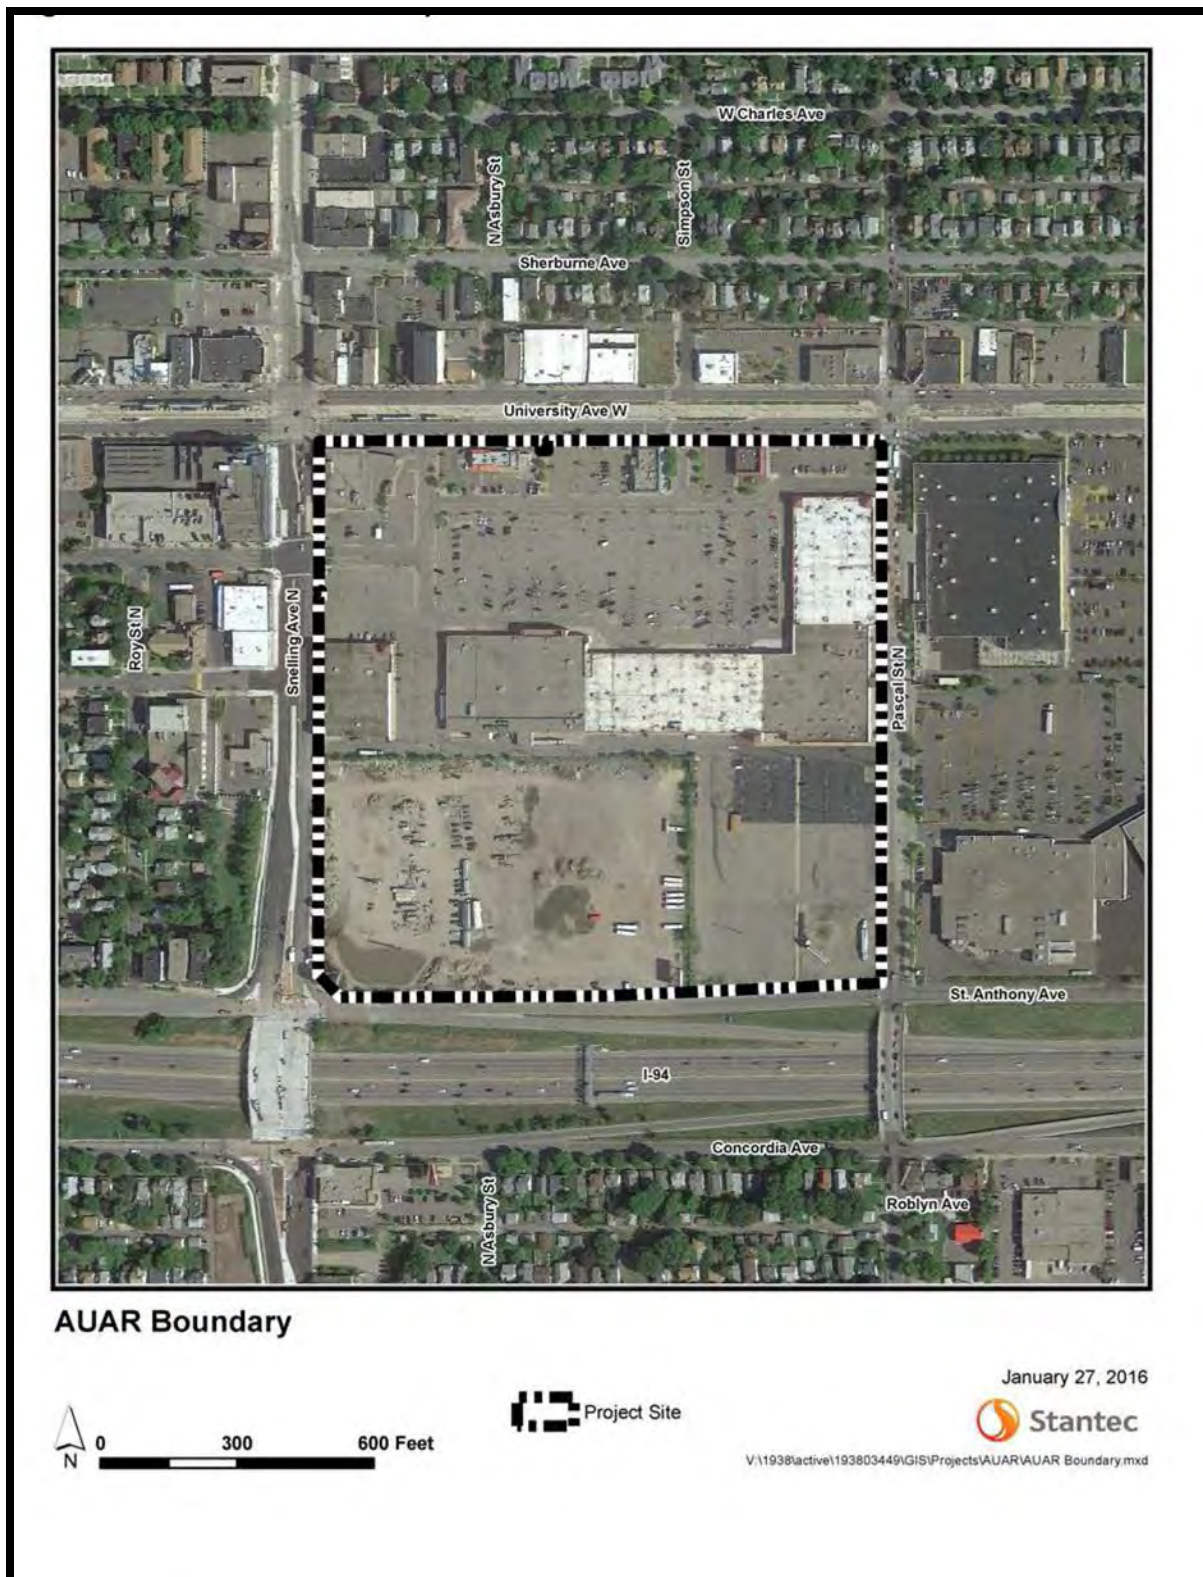 W Charles Ave
N Asbury St
Simpson St
Sherburne Ave
University Ave W
Roy St N
Snelling Ave N
Pascal St N
St. Anthony Ave
I-94
Concordia Ave
N Asbury St
Roblyn Ave
AUAR Boundary
January 27, 2016
Project Site
Stantec
N
0 300 600 Feet
V:\1938\active\193803449\GIS\Projects\AUAR\AUAR Boundary.mxd